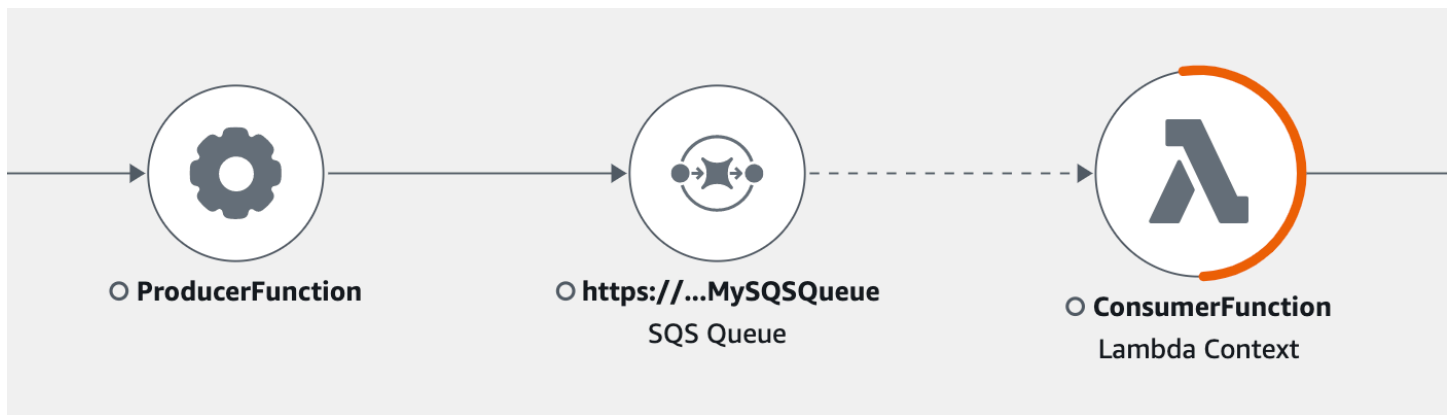 ProducerFunction
https://...MySQSQueue
SQS Queue
ConsumerFunction
Lambda Context